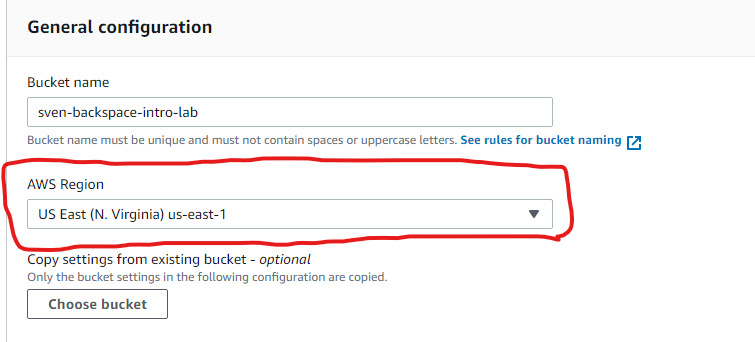 General configuration
Bucket name
sven-backspace-intro-lab
Bucket name must be unique and must not contain spaces or uppercase letters. See rules for bucket naming
AWS Region
US East (N. Virginia) us-east-1
Copy settings from existing bucket - optional
Only the bucket settings in the following configuration are copied.
Choose bucket